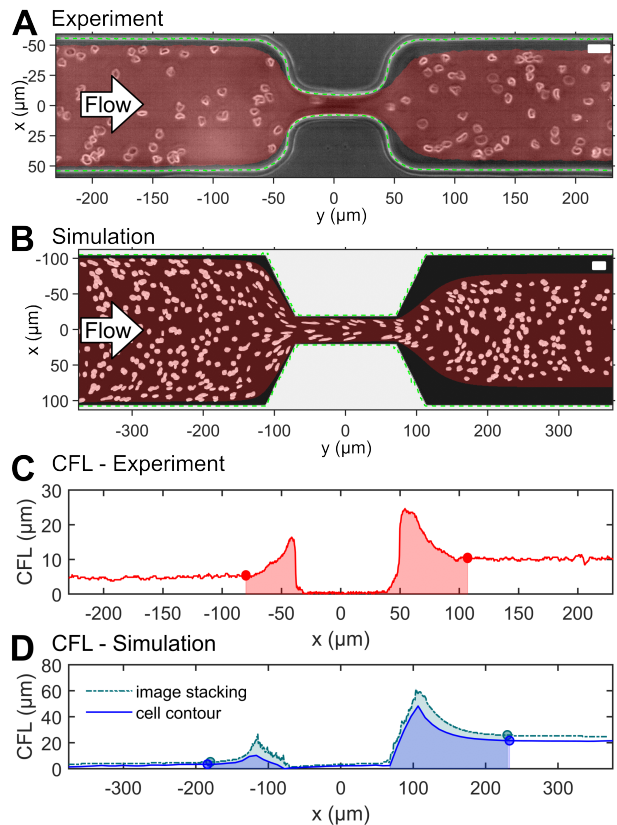 A Experiment
-50
-25
0
25
50
x (µm)
Flow
-200 -150 -100 -50 0 50 100 150 200
y (µm)
B Simulation
-100
-50
0
50
100
x (µm)
Flow
-300 -200 -100 0 100 200 300
y (µm)
C CFL - Experiment
30
20
10
0
CFL (µm)
-200 -150 -100 -50 0 50 100 150 200
x (µm)
D CFL - Simulation
80
60
40
20
0
CFL (µm)
image stacking
cell contour
-300 -200 -100 0 100 200 300
x (µm)